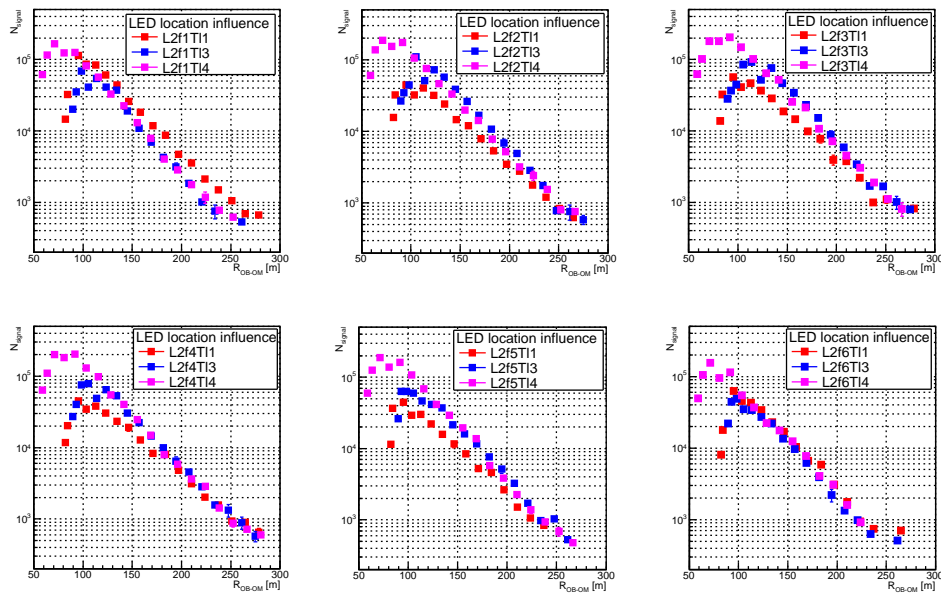 N_signal
LED location influence
L2f1Tl1
L2f1Tl3
L2f1Tl4
10^5
10^4
10^3
50 100 150 200 250 300
R_OB-OM [m]
N_signal
LED location influence
L2f2Tl1
L2f2Tl3
L2f2Tl4
10^5
10^4
10^3
50 100 150 200 250 300
R_OB-OM [m]
N_signal
LED location influence
L2f3Tl1
L2f3Tl3
L2f3Tl4
10^5
10^4
10^3
50 100 150 200 250 300
R_OB-OM [m]
N_signal
LED location influence
L2f4Tl1
L2f4Tl3
L2f4Tl4
10^5
10^4
10^3
50 100 150 200 250 300
R_OB-OM [m]
N_signal
LED location influence
L2f5Tl1
L2f5Tl3
L2f5Tl4
10^5
10^4
10^3
50 100 150 200 250 300
R_OB-OM [m]
N_signal
LED location influence
L2f6Tl1
L2f6Tl3
L2f6Tl4
10^5
10^4
10^3
50 100 150 200 250 300
R_OB-OM [m]